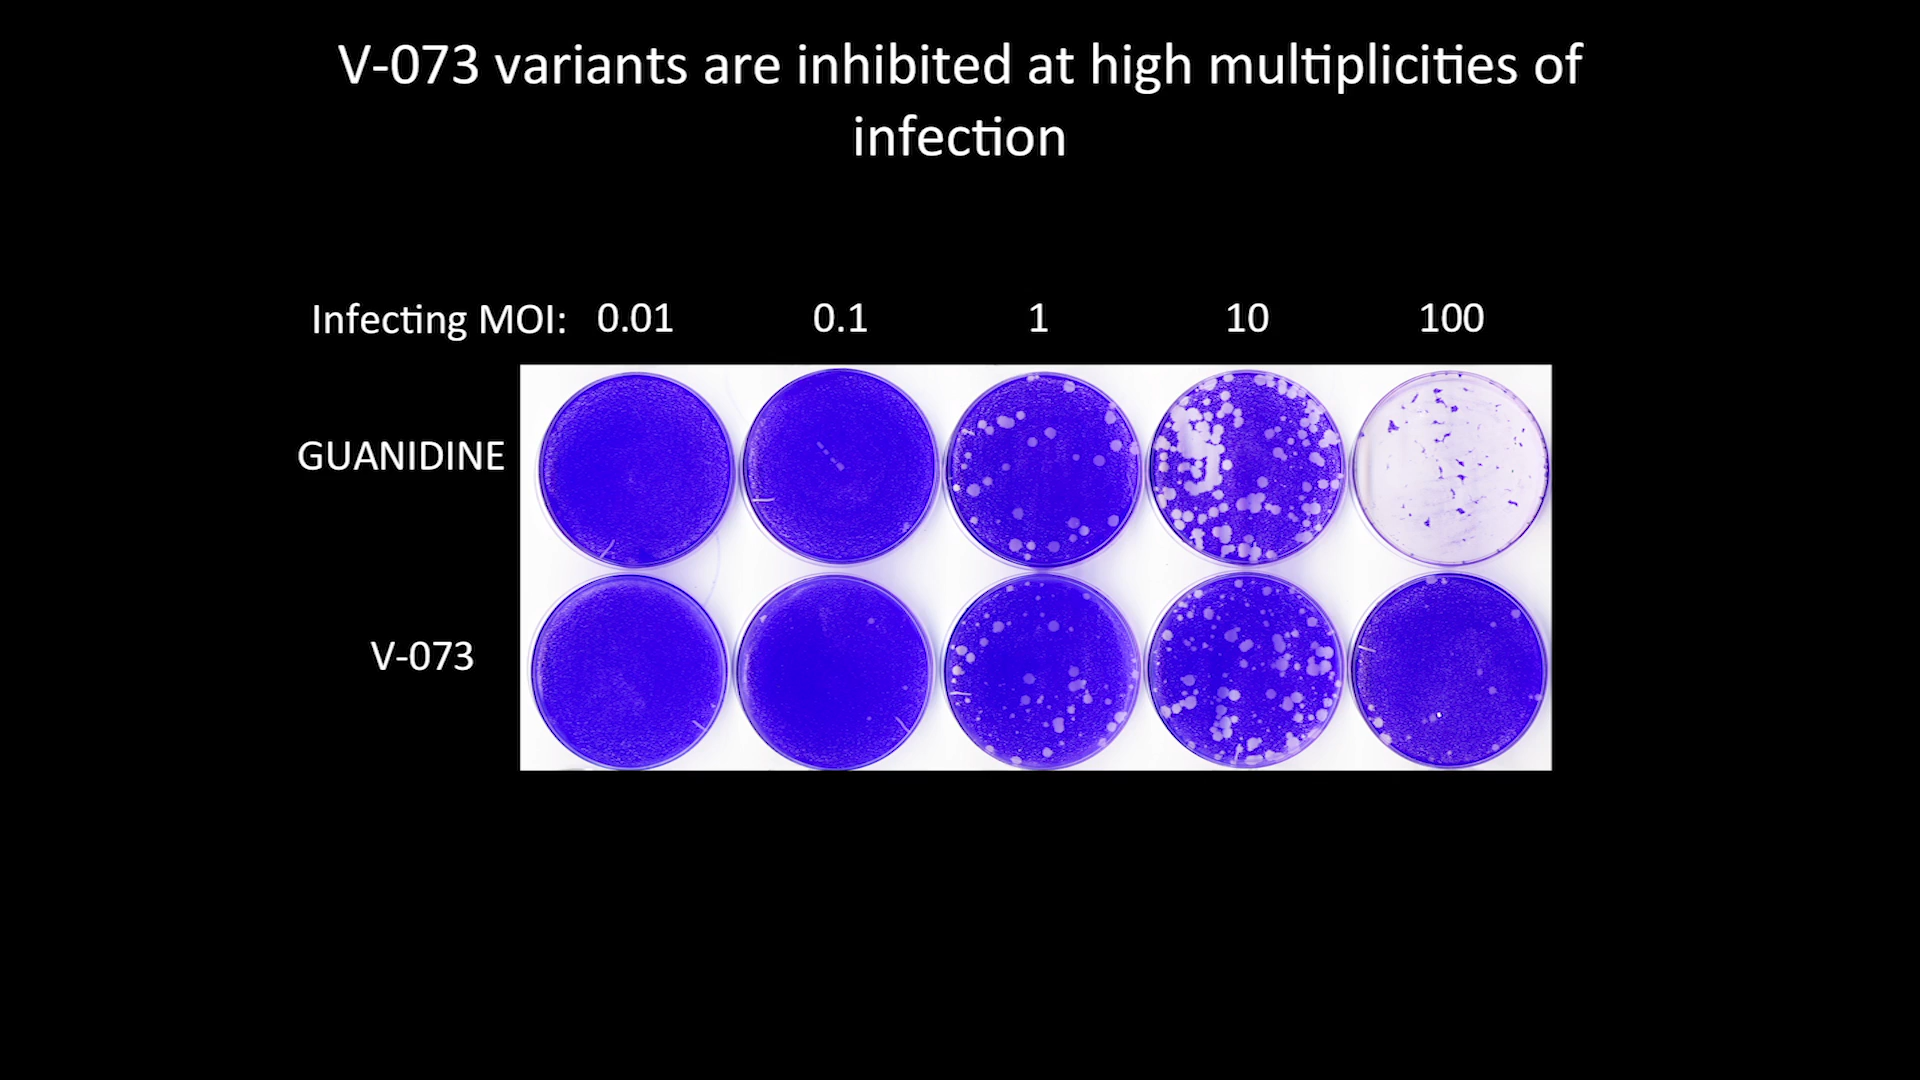 V-073 variants are inhibited at high multiplicities of
infection
Infecting MOI: 0.01 0.1 1 10 100
GUANIDINE
V-073